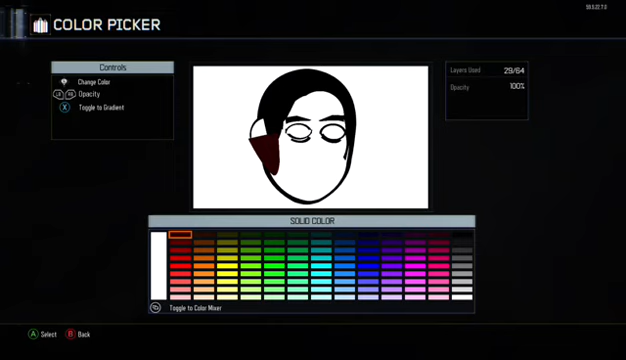 COLOR PICKER
Controls
Change Color
Opacity
X Toggle to Gradient
Layers Used 29/64
Opacity 100%
SOLID COLOR
Toggle to Color Mixer
A Select B Back